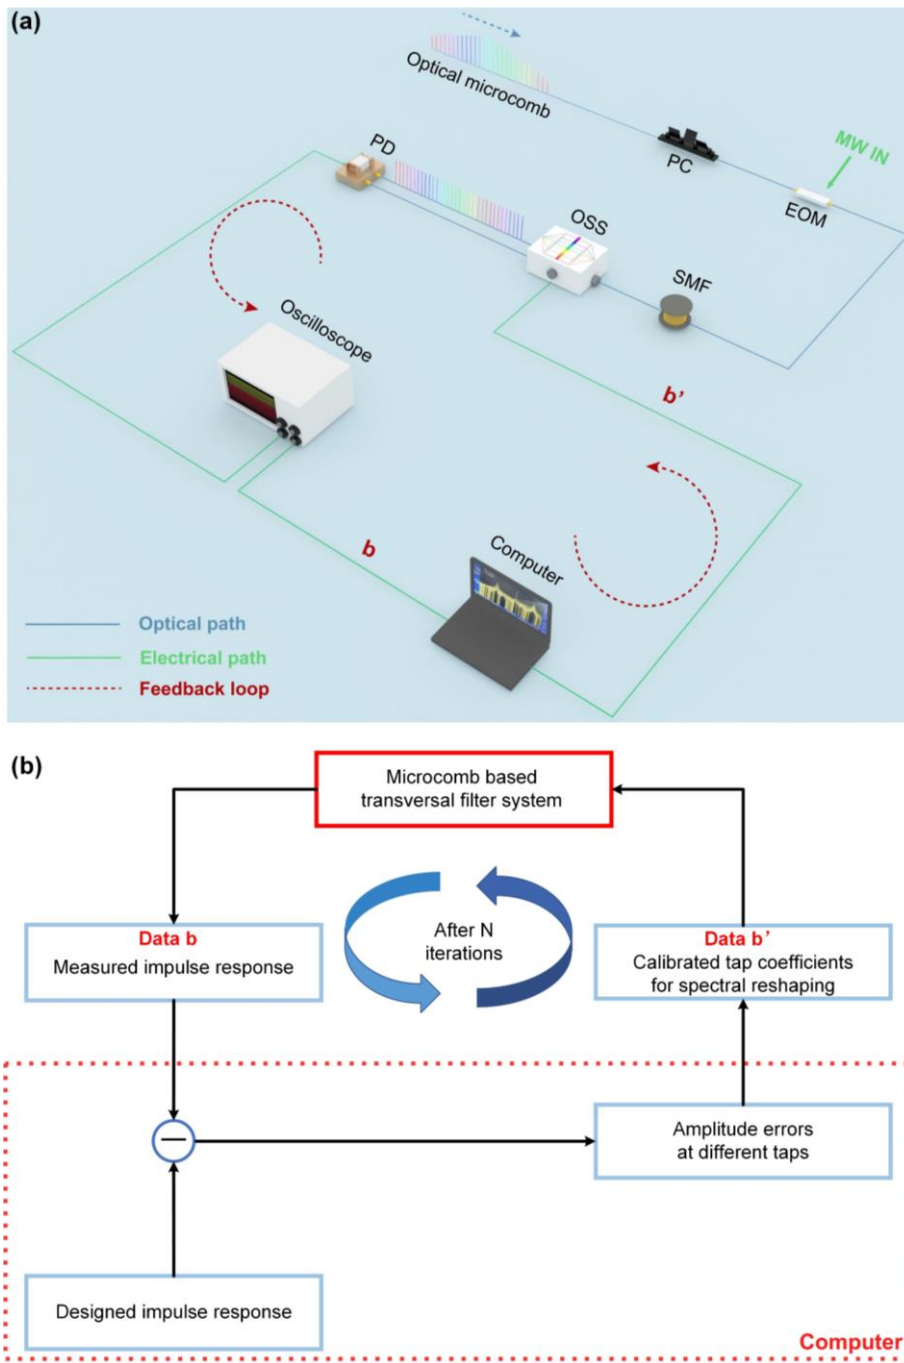 (a)
Optical microcomb
PC
MW IN
EOM
PD
OSS
SMF
Oscilloscope
b’
b
Computer
Optical path
Electrical path
Feedback loop
(b)
Microcomb based
transversal filter system
Data b
Measured impulse response
After N
iterations
Data b’
Calibrated tap coefficients
for spectral reshaping
Amplitude errors
at different taps
Designed impulse response
Computer